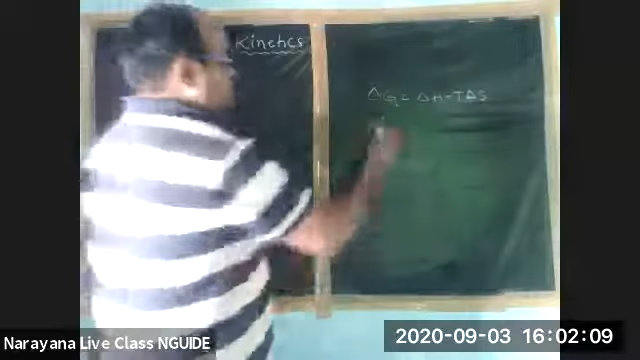 Kinetics
ΔG = ΔH-TΔS
Narayana Live Class NGUIDE
2020-09-03 16:02:09